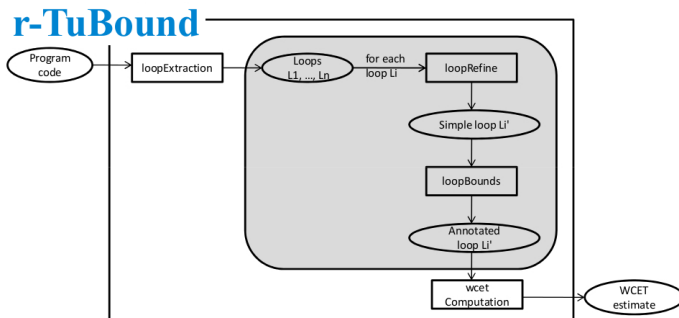 r-TuBound
Program
code
loopExtraction
Loops
L1, ..., Ln
for each
loop Li
loopRefine
Simple loop Li'
loopBounds
Annotated
loop Li'
wcet
Computation
WCET
estimate